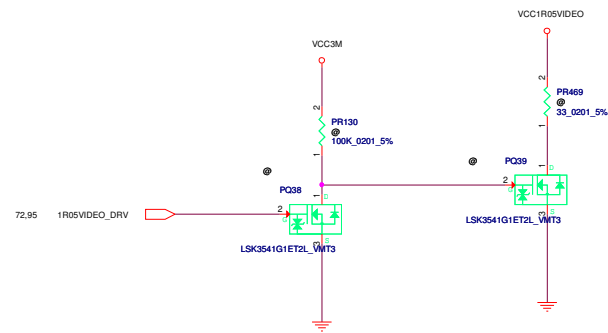 VCC1R05VIDEO
VCC3M
2
PR469
@
33_0201_5%
1
2
PR130
@
100K_0201_5%
1
@
@
PQ39
1
D
2
G
S
3
LSK3541G1ET2L_VMT3
PQ38
1
D
72,95 1R05VIDEO_DRV
2
G
S
3
LSK3541G1ET2L_VMT3